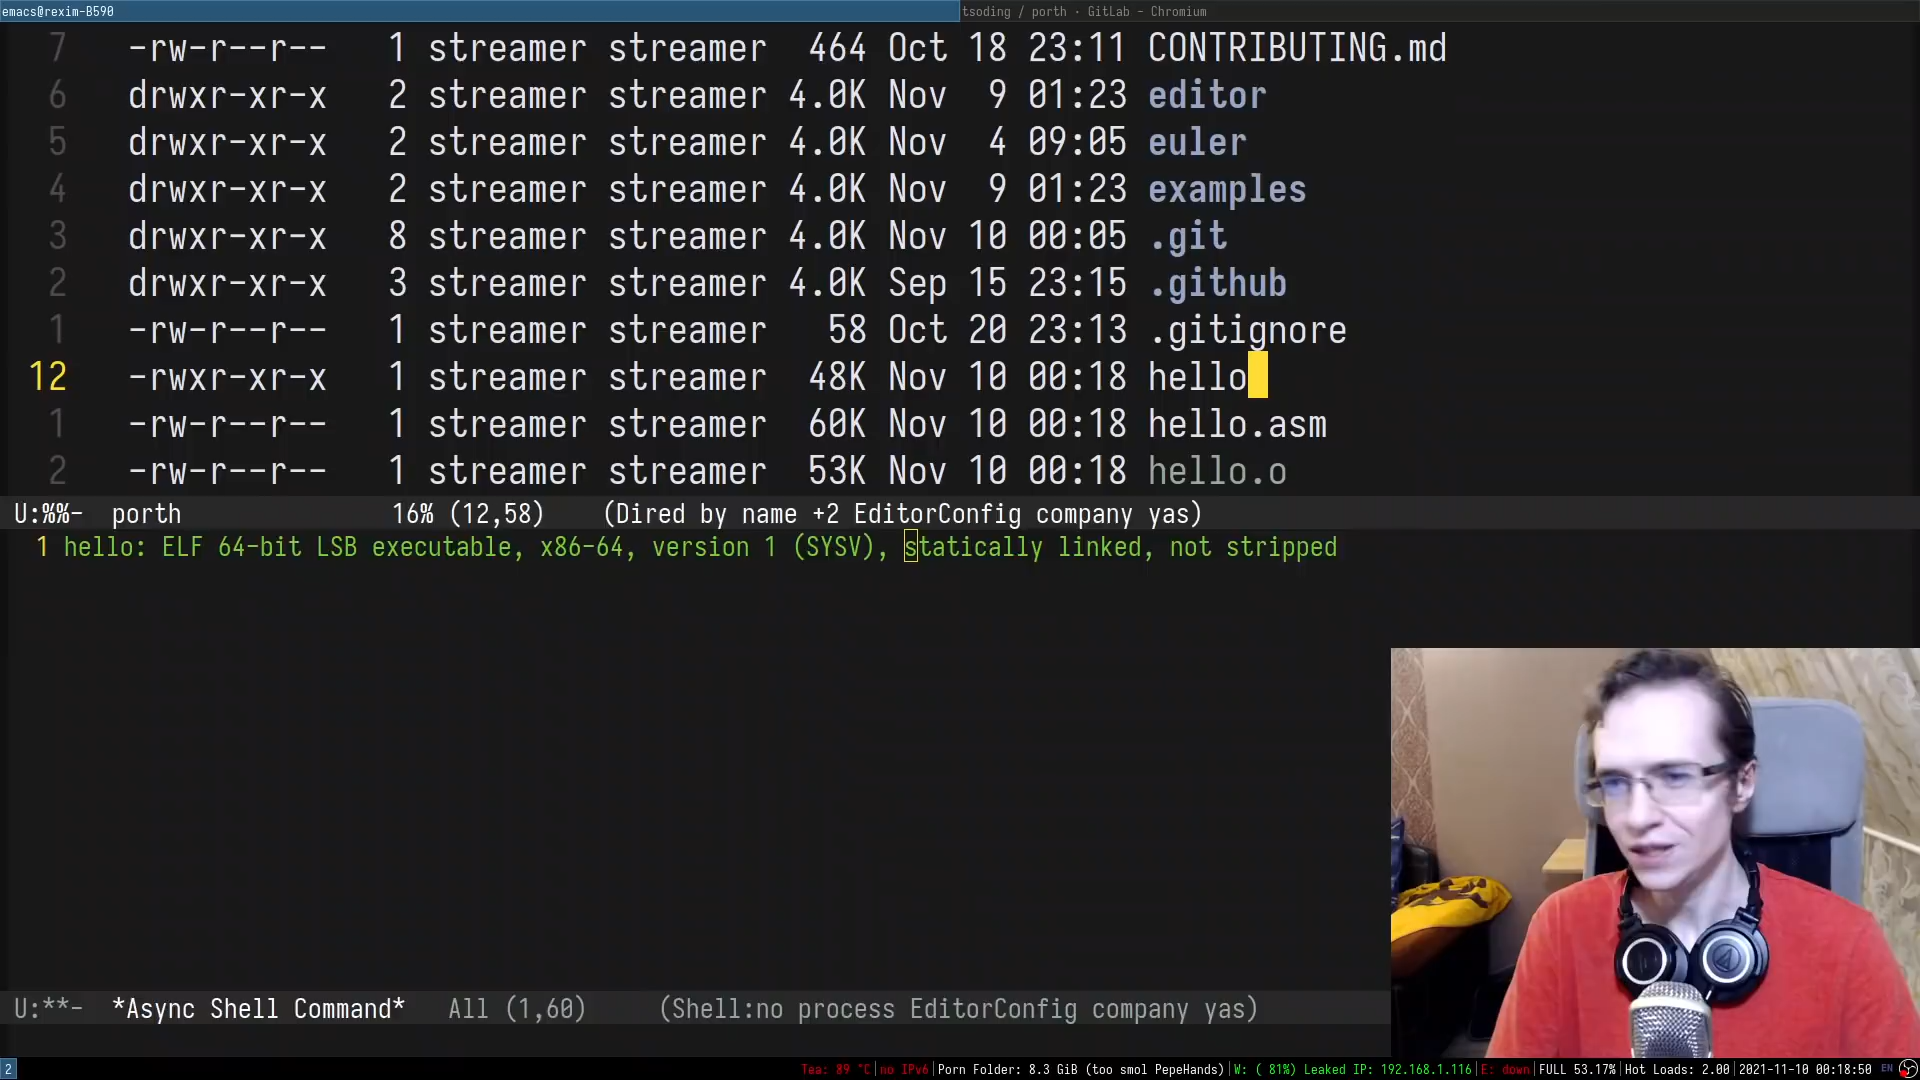 emacs@rexim-B590
tsoding / porth · GitLab - Chromium
7 -rw-r--r-- 1 streamer streamer 464 Oct 18 23:11 CONTRIBUTING.md
6 drwxr-xr-x 2 streamer streamer 4.0K Nov 9 01:23 editor
5 drwxr-xr-x 2 streamer streamer 4.0K Nov 4 09:05 euler
4 drwxr-xr-x 2 streamer streamer 4.0K Nov 9 01:23 examples
3 drwxr-xr-x 8 streamer streamer 4.0K Nov 10 00:05 .git
2 drwxr-xr-x 3 streamer streamer 4.0K Sep 15 23:15 .github
1 -rw-r--r-- 1 streamer streamer 58 Oct 20 23:13 .gitignore
12 -rwxr-xr-x 1 streamer streamer 48K Nov 10 00:18 hello
1 -rw-r--r-- 1 streamer streamer 60K Nov 10 00:18 hello.asm
2 -rw-r--r-- 1 streamer streamer 53K Nov 10 00:18 hello.o
U:%%- porth 16% (12,58) (Dired by name +2 EditorConfig company yas)
1 hello: ELF 64-bit LSB executable, x86-64, version 1 (SYSV), statically linked, not stripped
U:**- *Async Shell Command* All (1,60) (Shell:no process EditorConfig company yas)
2 Tea: 89 °C|no IPv6|Porn Folder: 8.3 GiB (too smol PepeHands)|W: ( 81%) Leaked IP: 192.168.1.116|E: down|FULL 53.17%|Hot Loads: 2.00|2021-11-10 00:18:50 EN